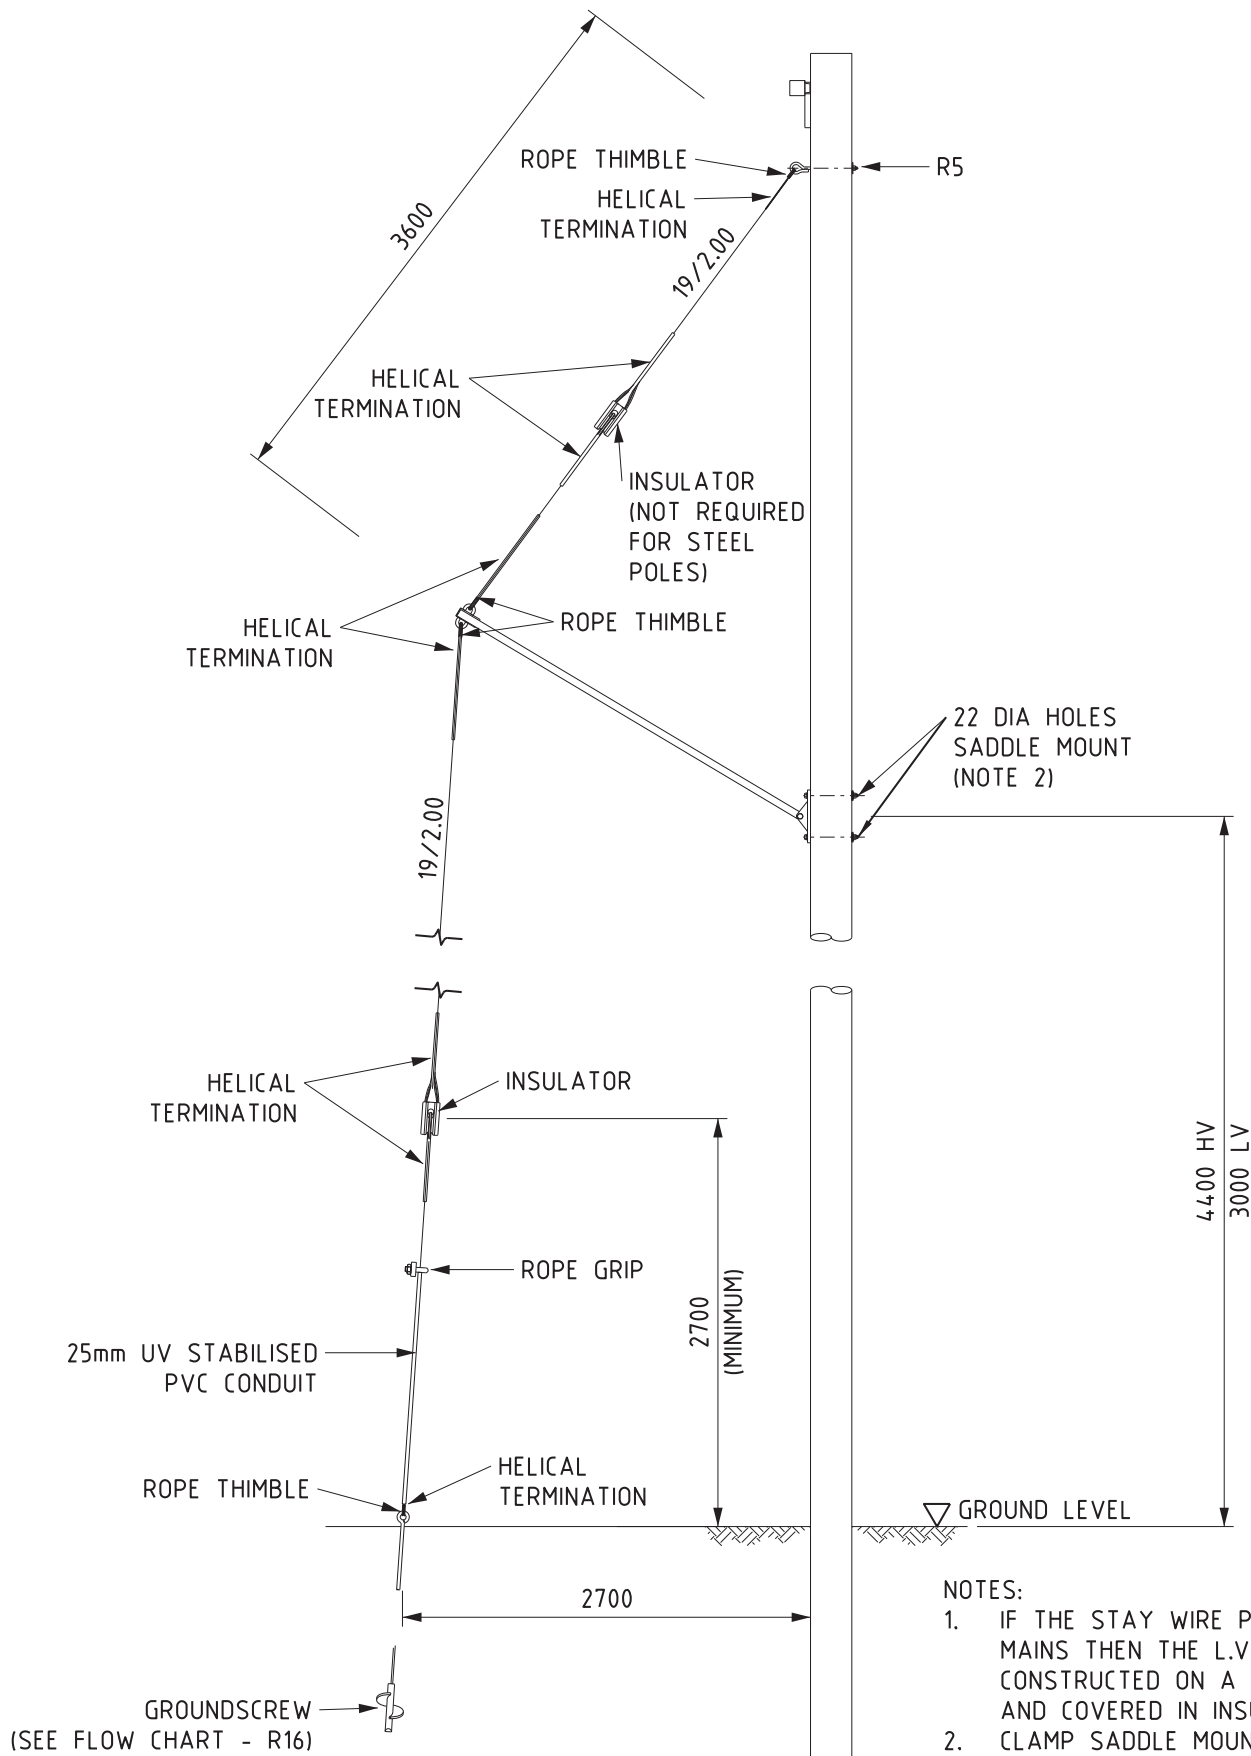 3600
ROPE THIMBLE
R5
HELICAL
TERMINATION
19/2.00
HELICAL
TERMINATION
INSULATOR
(NOT REQUIRED
FOR STEEL
POLES)
ROPE THIMBLE
HELICAL
TERMINATION
22 DIA HOLES
SADDLE MOUNT
(NOTE 2)
19/2.00
HELICAL
TERMINATION
INSULATOR
4400 HV
3000 LV
ROPE GRIP
2700
(MINIMUM)
25mm UV STABILISED
PVC CONDUIT
ROPE THIMBLE
HELICAL
TERMINATION
GROUND LEVEL
2700
GROUNDSCREW
(SEE FLOW CHART - R16)
NOTES:
1. IF THE STAY WIRE P
MAINS THEN THE L.V
CONSTRUCTED ON A
AND COVERED IN INS
2. CLAMP SADDLE MOUN